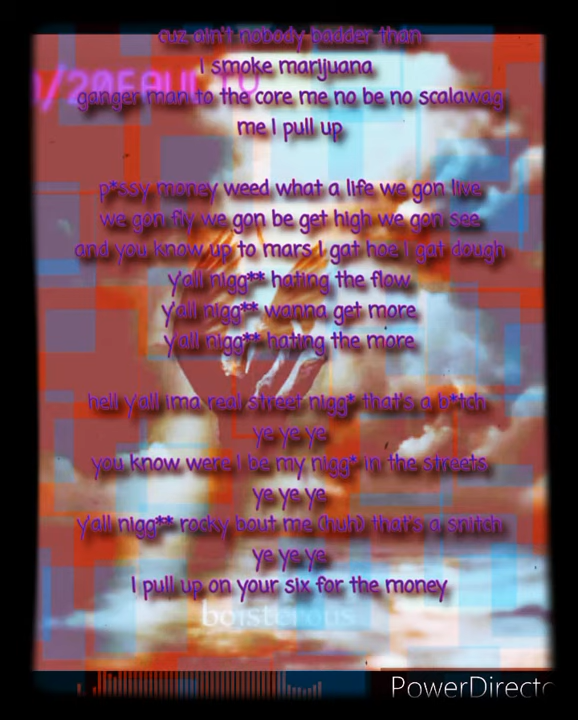 cuz ain't nobody badder than
I smoke marijuana
ganger man to the core me no be no scalawag
me I pull up
p*ssy money weed what a life we gon live
we gon fly we gon be get high we gon see
and you know up to mars I gat hoe I gat dough
y'all nigg** hating the flow
y'all nigg** wanna get more
y'all nigg** hating the more
hell y'all ima real street nigg* that's a b*tch
ye ye ye
you know were I be my nigg* in the streets
ye ye ye
y'all nigg** rocky bout me (huh) that's a snitch
ye ye ye
I pull up on your six for the money
boisterous
PowerDirecto